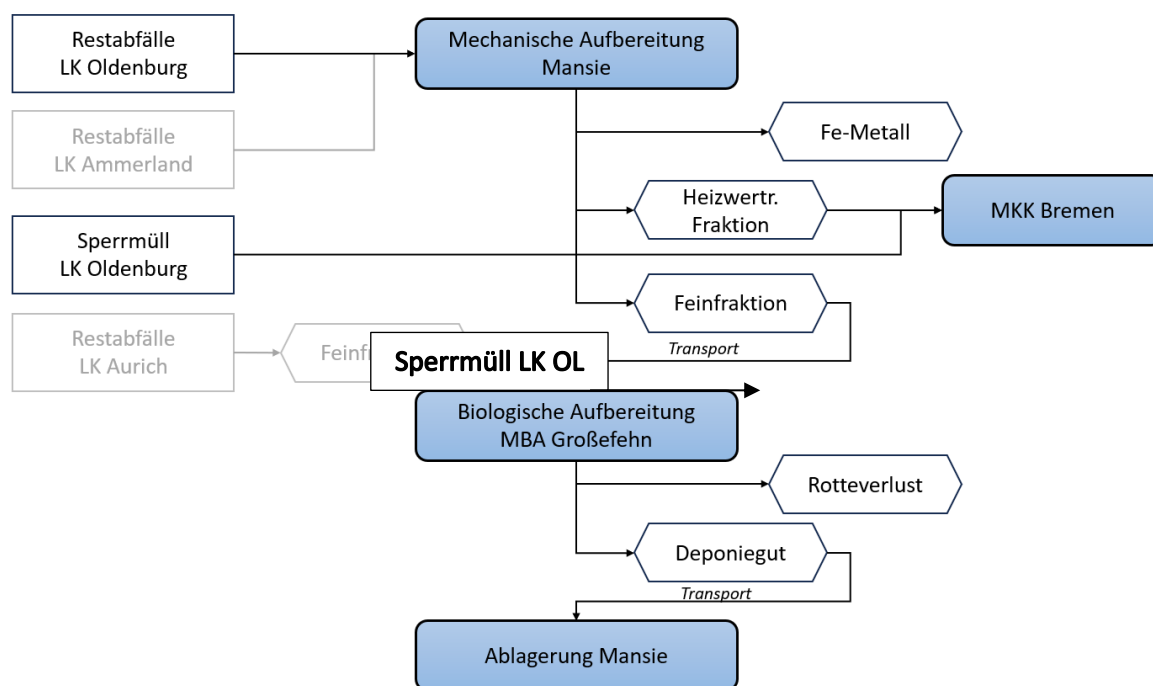 Restabfälle
LK Oldenburg
Mechanische Aufbereitung
Mansie
Restabfälle
LK Ammerland
Fe-Metall
Heizwertr.
Fraktion
MKK Bremen
Sperrmüll
LK Oldenburg
Feinfraktion
Transport
Restabfälle
LK Aurich
Sperrmüll LK OL
Biologische Aufbereitung
MBA Großefehn
Rotteverlust
Deponiegut
Transport
Ablagerung Mansie